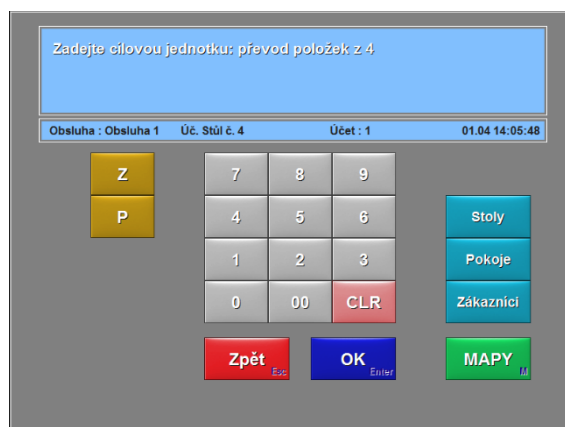 Zadejte cílovou jednotku: převod položek z 4
Obsluha : Obsluha 1 Úč. Stůl č. 4 Účet : 1 01.04 14:05:48
Z 7 8 9
P 4 5 6 Stoly
1 2 3 Pokoje
0 00 CLR Zákazníci
Zpět Esc OK Enter MAPY M